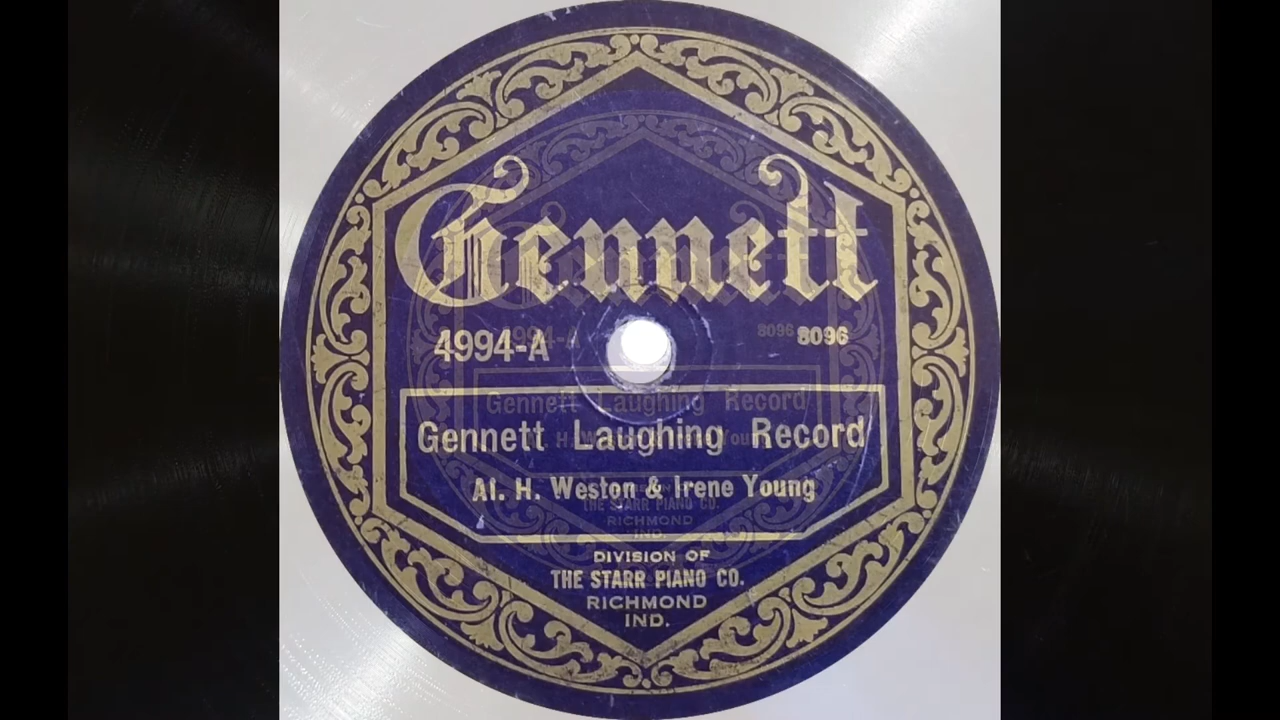 Gennett
4994-A 8096
Gennett Laughing Record
Al. H. Weston & Irene Young
DIVISION OF
THE STARR PIANO CO.
RICHMOND
IND.